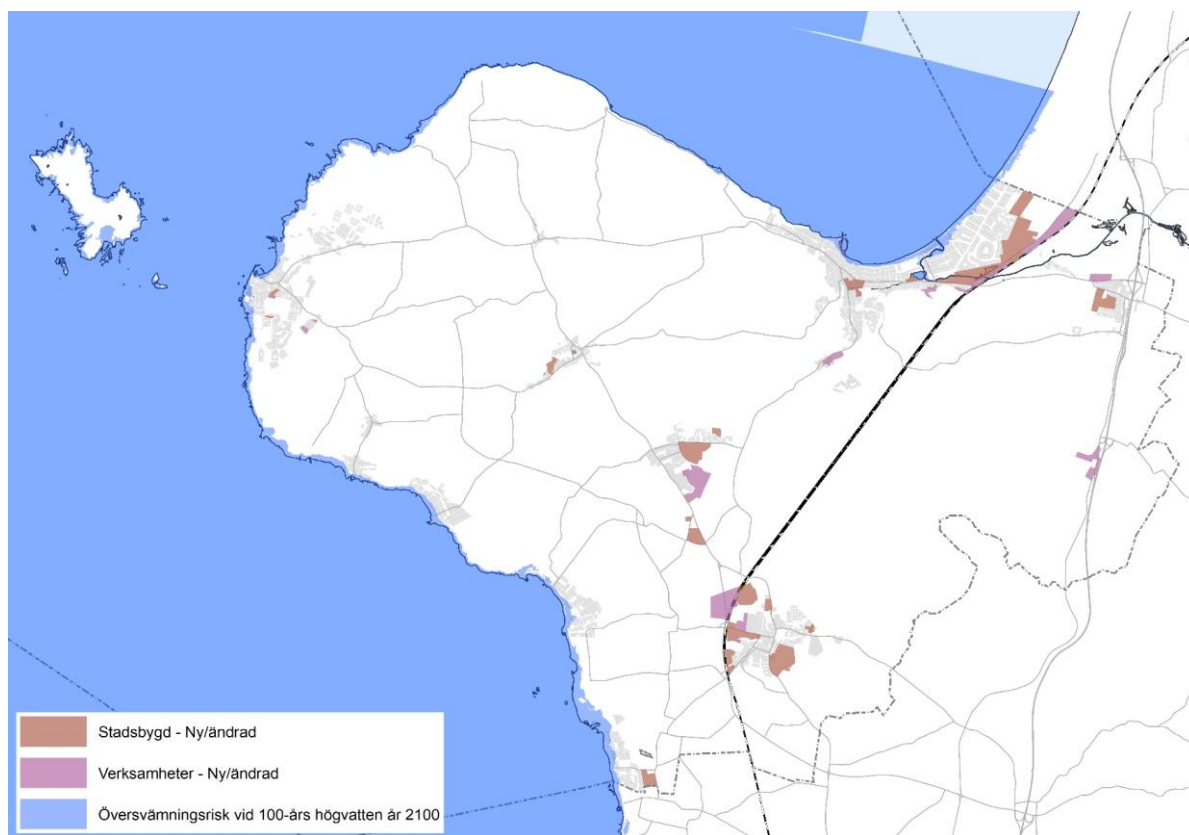 Stadsbygd - Ny/ändrad
Verksamheter - Ny/ändrad
Översvämningsrisk vid 100-års högvatten år 2100